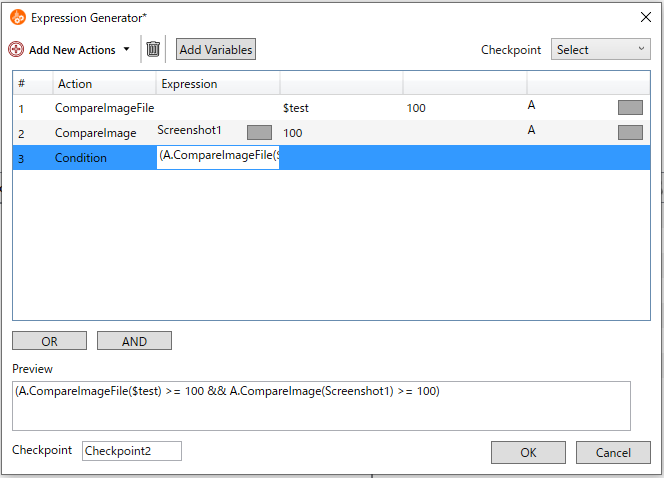 Expression Generator*
Add New Actions Add Variables Checkpoint Select
# Action Expression
1 CompareImageFile $test 100 A
2 CompareImage Screenshot1 100 A
3 Condition (A.CompareImageFile(
OR AND
Preview
(A.CompareImageFile($test) >= 100 && A.CompareImage(Screenshot1) >= 100)
Checkpoint Checkpoint2 OK Cancel